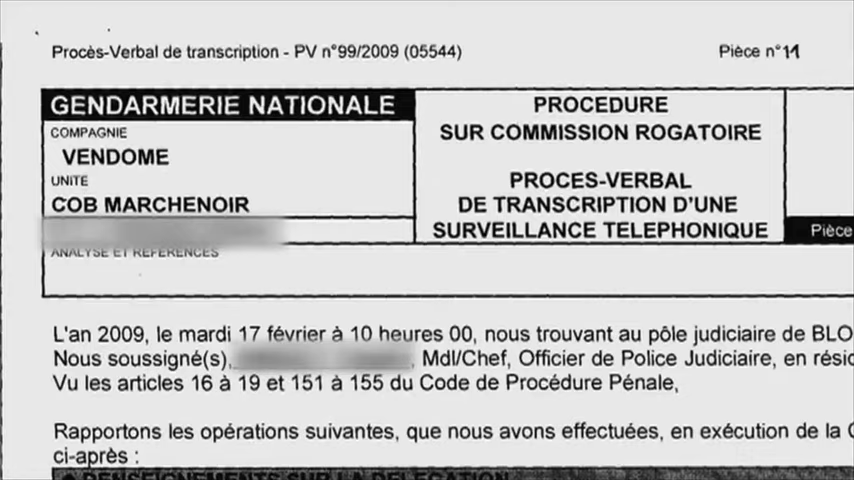 Procès-Verbal de transcription - PV n°99/2009 (05544)
Pièce n°11
GENDARMERIE NATIONALE
COMPAGNIE
VENDOME
UNITE
COB MARCHENOIR
ANALYSE ET REFERENCES
PROCEDURE
SUR COMMISSION ROGATOIRE
PROCES-VERBAL
DE TRANSCRIPTION D'UNE
SURVEILLANCE TELEPHONIQUE
Pièce
L'an 2009, le mardi 17 février à 10 heures 00, nous trouvant au pôle judiciaire de BLO
Nous soussigné(s), , Mdl/Chef, Officier de Police Judiciaire, en rési
Vu les articles 16 à 19 et 151 à 155 du Code de Procédure Pénale,
Rapportons les opérations suivantes, que nous avons effectuées, en exécution de la C
ci-après :
RENSEIGNEMENTS SUR LA DELEGATION